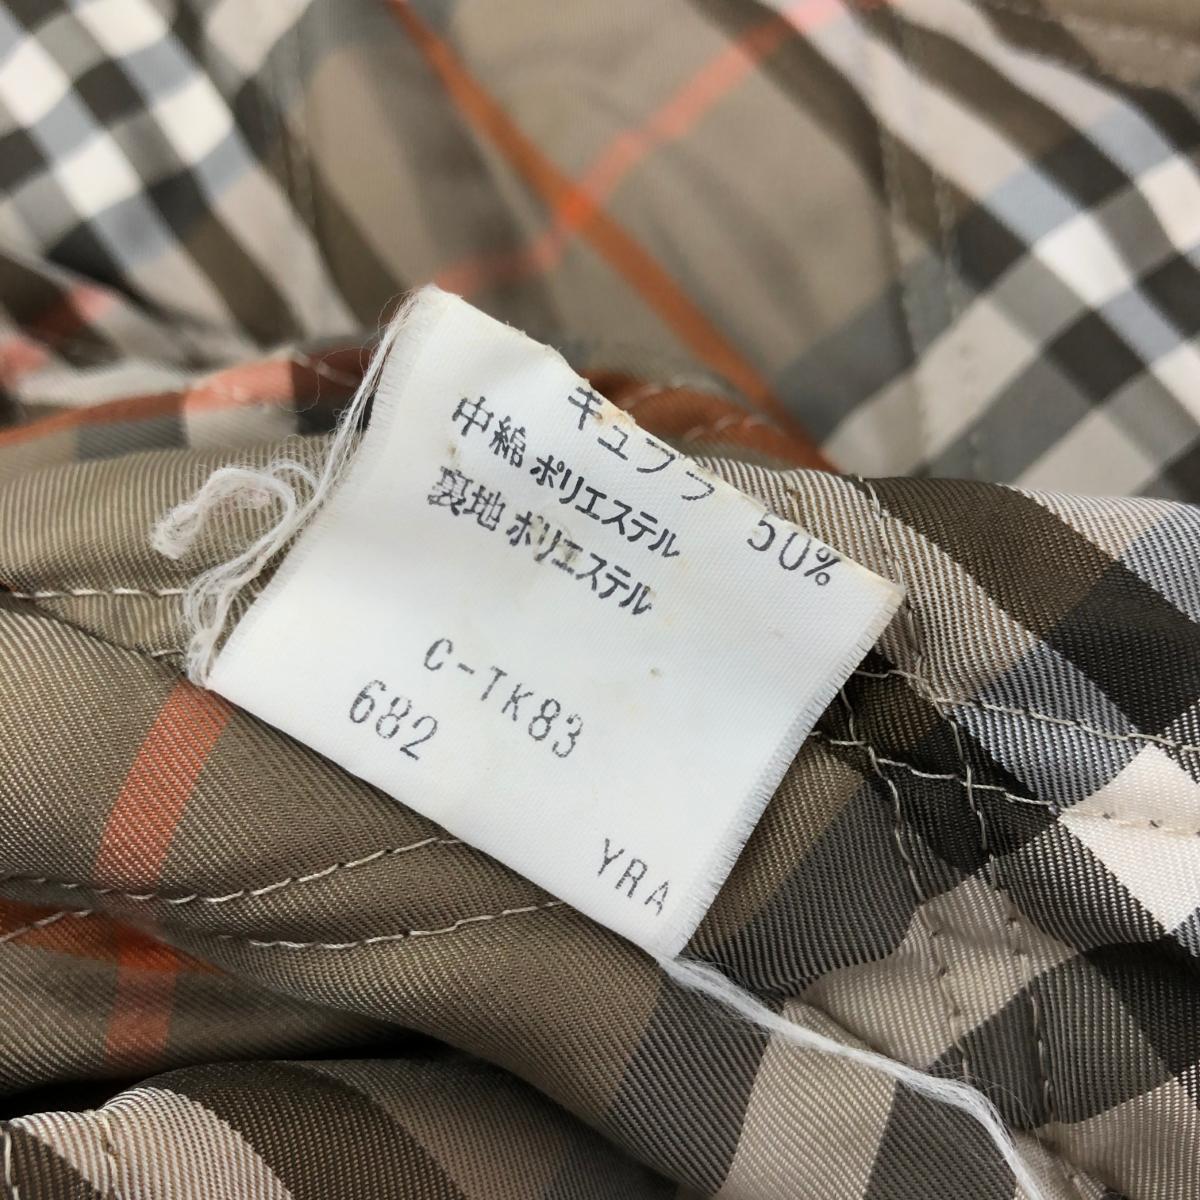 キュプラ 50%
中綿 ポリエステル
裏地 ポリエステル
C-TK83
682
YRA